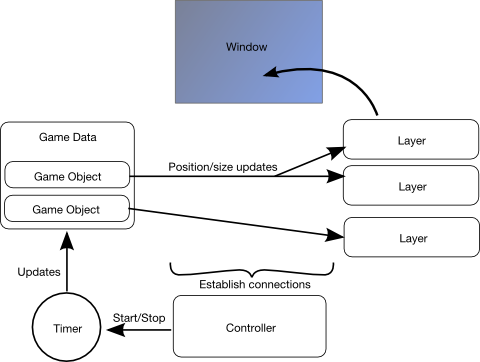 Window
Game Data
Layer
Game Object
Position/size updates
Layer
Game Object
Layer
Updates
Establish connections
Timer
Start/Stop
Controller